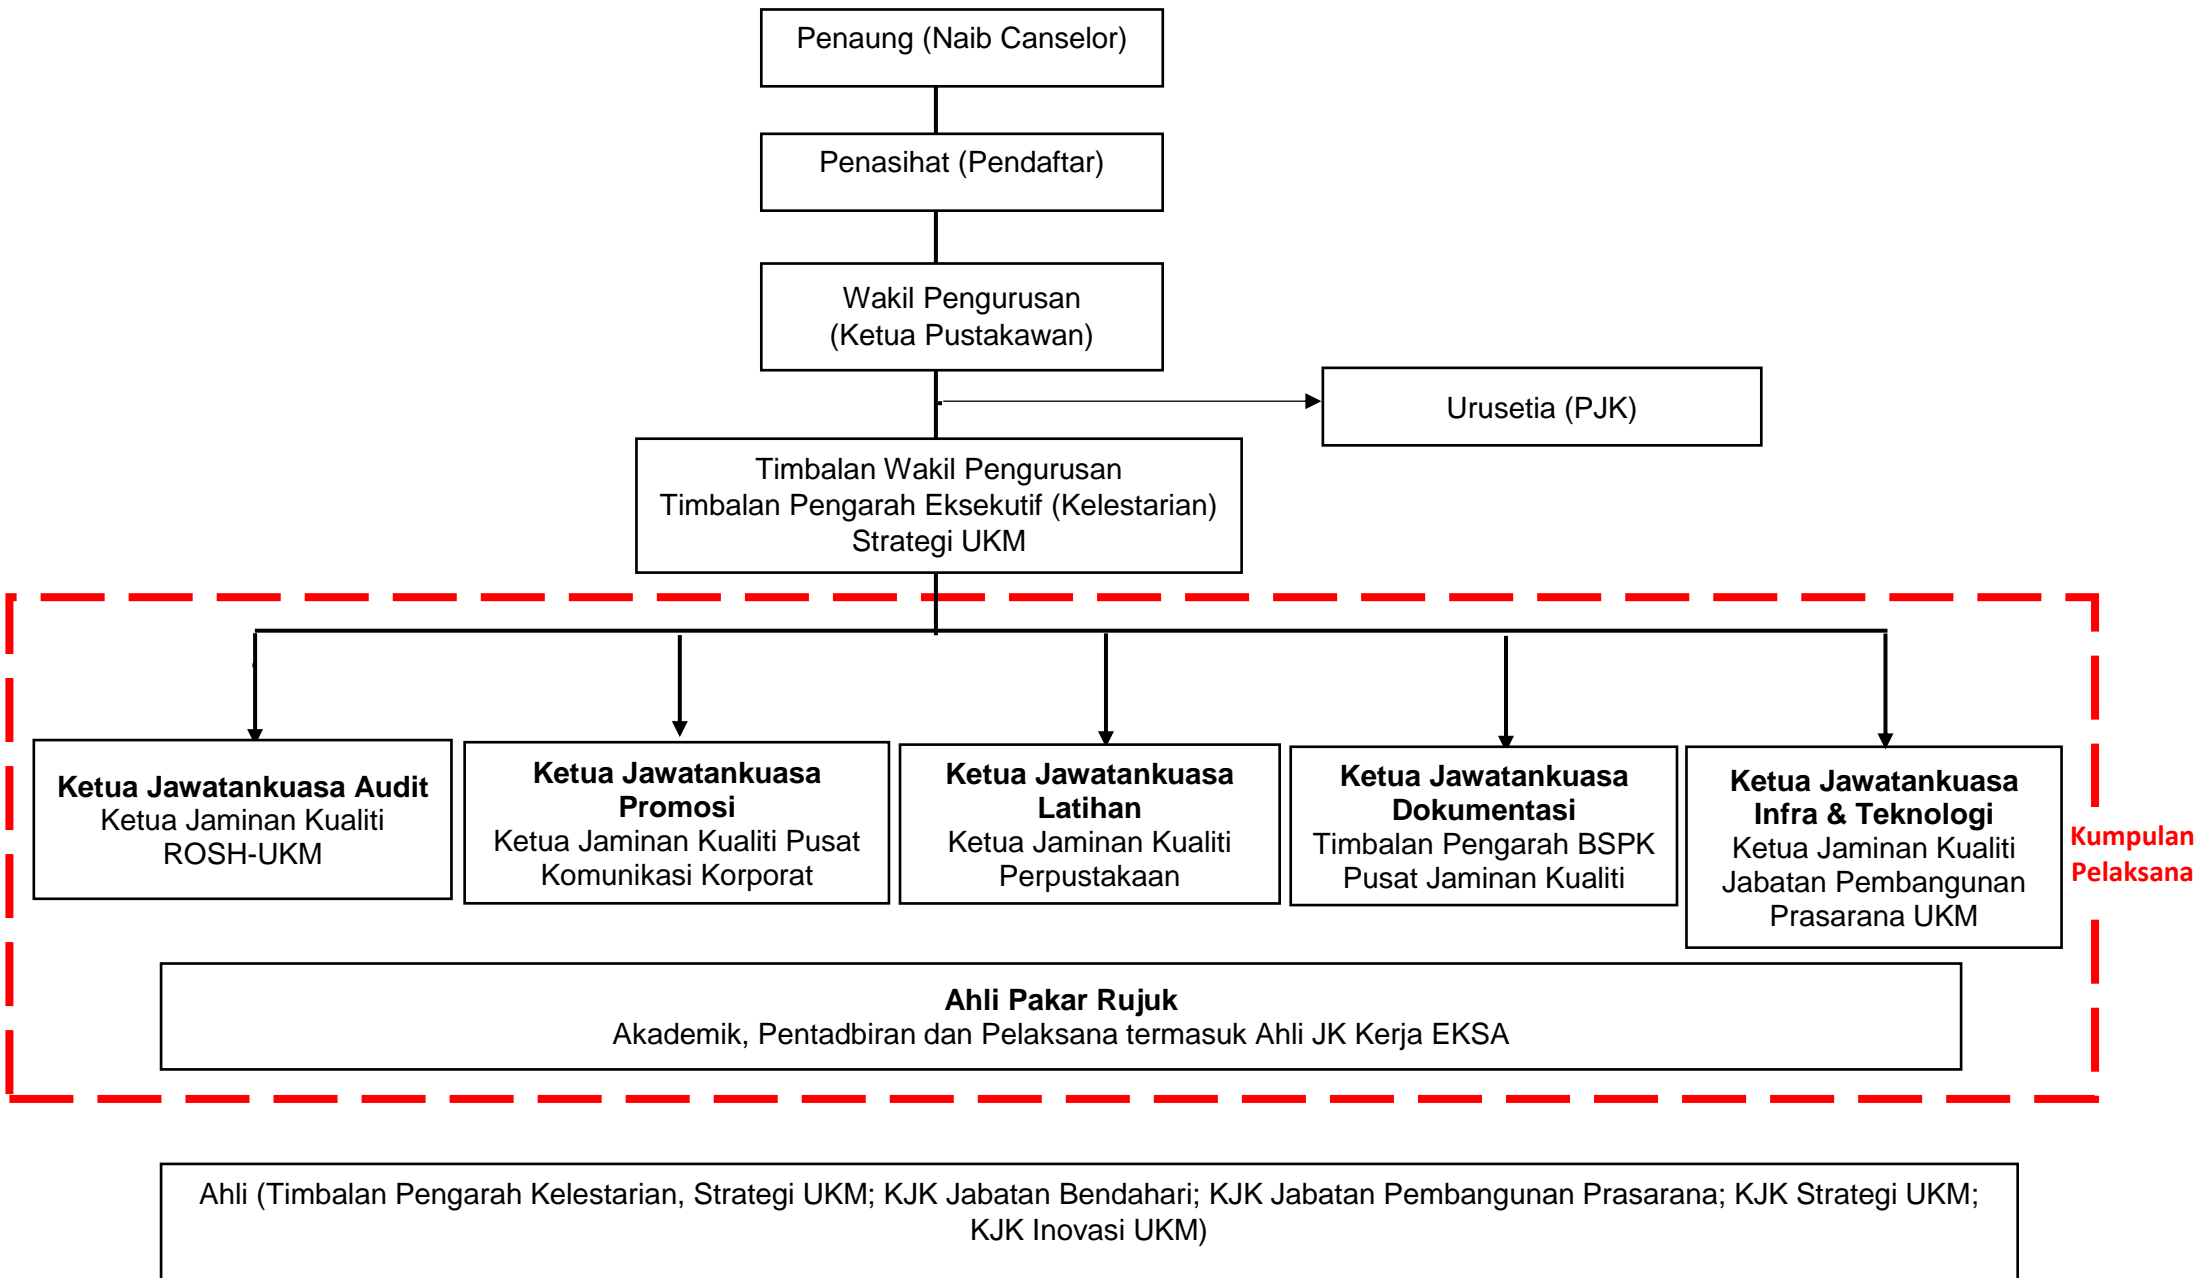 Penaung (Naib Canselor)
Penasihat (Pendaftar)
Wakil Pengurusan
(Ketua Pustakawan)
Urusetia (PJK)
Timbalan Wakil Pengurusan
Timbalan Pengarah Eksekutif (Kelestarian)
Strategi UKM
Ketua Jawatankuasa Audit
Ketua Jaminan Kualiti
ROSH-UKM
Ketua Jawatankuasa
Promosi
Ketua Jaminan Kualiti Pusat
Komunikasi Korporat
Ketua Jawatankuasa
Latihan
Ketua Jaminan Kualiti
Perpustakaan
Ketua Jawatankuasa
Dokumentasi
Timbalan Pengarah BSPK
Pusat Jaminan Kualiti
Ketua Jawatankuasa
Infra & Teknologi
Ketua Jaminan Kualiti
Jabatan Pembangunan
Prasarana UKM
Kumpulan
Pelaksana
Ahli Pakar Rujuk
Akademik, Pentadbiran dan Pelaksana termasuk Ahli JK Kerja EKSA
Ahli (Timbalan Pengarah Kelestarian, Strategi UKM; KJK Jabatan Bendahari; KJK Jabatan Pembangunan Prasarana; KJK Strategi UKM;
KJK Inovasi UKM)